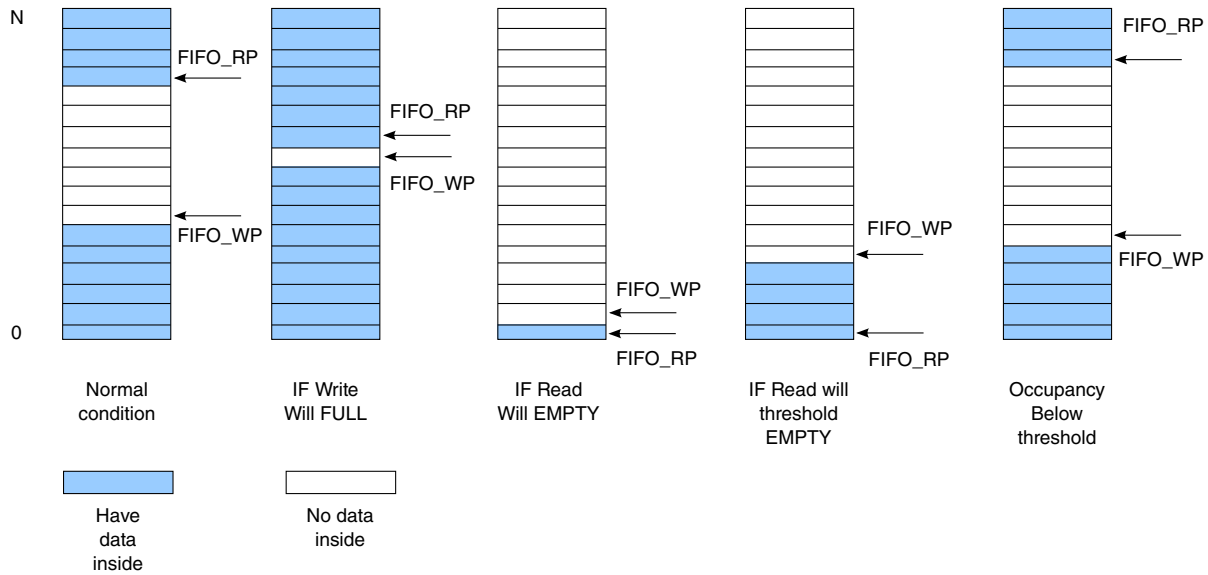 N
FIFO_RP
FIFO_WP
0
Normal
condition
FIFO_RP
FIFO_WP
IF Write
Will FULL
FIFO_WP
FIFO_RP
IF Read
Will EMPTY
FIFO_WP
FIFO_RP
IF Read will
threshold
EMPTY
FIFO_RP
FIFO_WP
Occupancy
Below
threshold
Have
data
inside
No data
inside